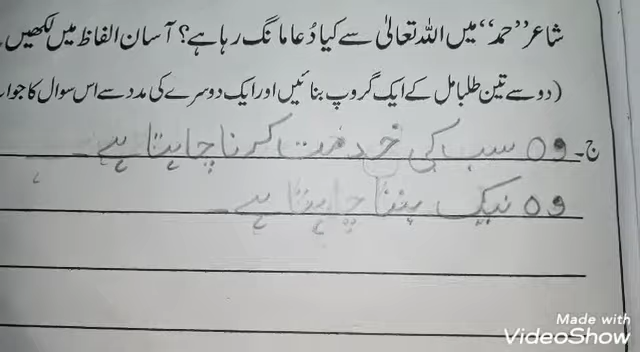 شاعر ”حمد“ میں اللہ تعالیٰ سے کیا دُعا مانگ رہا ہے؟ آسان الفاظ میں لکھیں۔
(دو سے تین طلبا مل کے ایک گروپ بنائیں اور ایک دوسرے کی مدد سے اس سوال کا جواب
ج۔ وہ سب کی خدمت کرنا چاہتا ہے۔
وہ نیک بننا چاہتا ہے۔
Made with
VideoShow